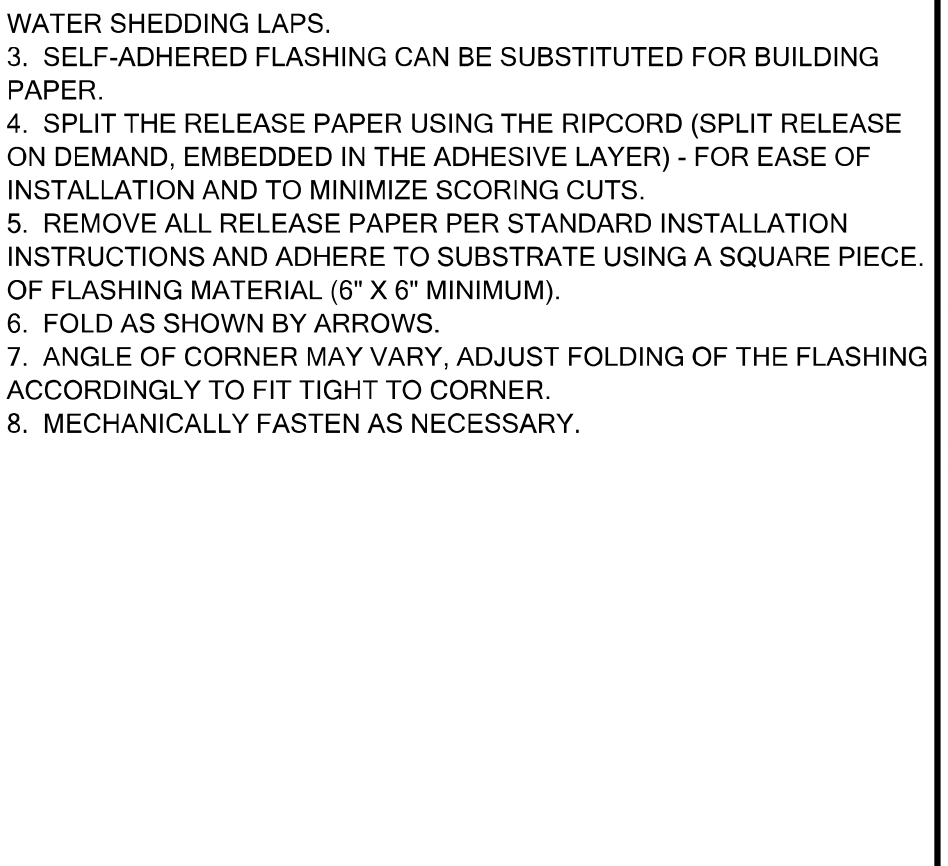 WATER SHEDDING LAPS.
3. SELF-ADHERED FLASHING CAN BE SUBSTITUTED FOR BUILDING
PAPER.
4. SPLIT THE RELEASE PAPER USING THE RIPCORD (SPLIT RELEASE
ON DEMAND, EMBEDDED IN THE ADHESIVE LAYER) - FOR EASE OF
INSTALLATION AND TO MINIMIZE SCORING CUTS.
5. REMOVE ALL RELEASE PAPER PER STANDARD INSTALLATION
INSTRUCTIONS AND ADHERE TO SUBSTRATE USING A SQUARE PIECE.
OF FLASHING MATERIAL (6" X 6" MINIMUM).
6. FOLD AS SHOWN BY ARROWS.
7. ANGLE OF CORNER MAY VARY, ADJUST FOLDING OF THE FLASHING
ACCORDINGLY TO FIT TIGHT TO CORNER.
8. MECHANICALLY FASTEN AS NECESSARY.